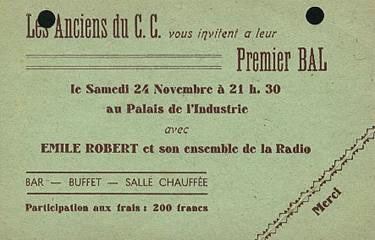 Les Anciens du C. C. vous invitent a leur
Premier BAL
le Samedi 24 Novembre à 21 h. 30
au Palais de l'Industrie
avec
EMILE ROBERT et son ensemble de la Radio
BAR — BUFFET — SALLE CHAUFFÉE
Participation aux frais : 200 francs
Merci